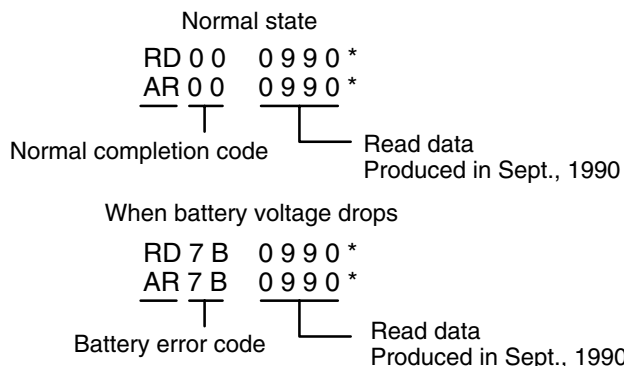 Normal state
RD 0 0 0 9 9 0 *
AR 0 0 0 9 9 0 *
Normal completion code
Read data
Produced in Sept., 1990
When battery voltage drops
RD 7 B 0 9 9 0 *
AR 7 B 0 9 9 0 *
Battery error code
Read data
Produced in Sept., 1990